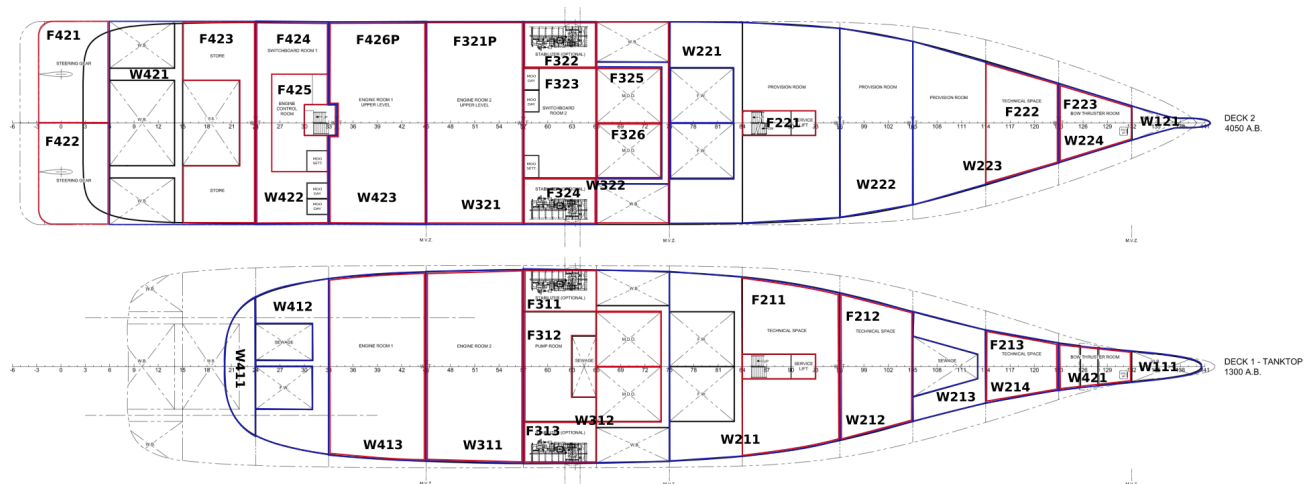 F421
F423
F424
F426P
F321P
F322
W221
STEERING GEAR
W.B.
STORE
SWITCHBOARD ROOM 1
STABILIZER (OPTIONAL)
W.B.
W421
F425
F323
F325
ENGINE CONTROL ROOM
ENGINE ROOM 1 UPPER LEVEL
ENGINE ROOM 2 UPPER LEVEL
SWITCHBOARD ROOM 2
M.D.O.
F.W.
PROVISION ROOM
PROVISION ROOM
PROVISION ROOM
TECHNICAL SPACE
F222
F223
BOW THRUSTER ROOM
W121
DECK 2
4050 A.B.
W.B.
F221
SERVICE LIFT
F422
F326
M.D.O.
F.W.
W224
STEERING GEAR
STORE
W422
W423
W321
F324
W322
W222
W223
W.B.
M.V.Z.
M.V.Z.
M.V.Z.
W.B.
W412
F311
STABILIZER (OPTIONAL)
W.B.
F211
F212
SEWAGE
ENGINE ROOM 1
ENGINE ROOM 2
F312
PUMP ROOM
SEWAGE
M.D.O.
F.W.
TECHNICAL SPACE
TECHNICAL SPACE
F213
TECHNICAL SPACE
BOW THRUSTER ROOM
W111
DECK 1 - TANKTOP
1300 A.B.
W411
F.W.
SERVICE LIFT
SEWAGE
W214
W421
W213
M.D.O.
F.W.
W413
W311
F313
W312
W211
W212
W.B.
M.V.Z.
M.V.Z.
M.V.Z.